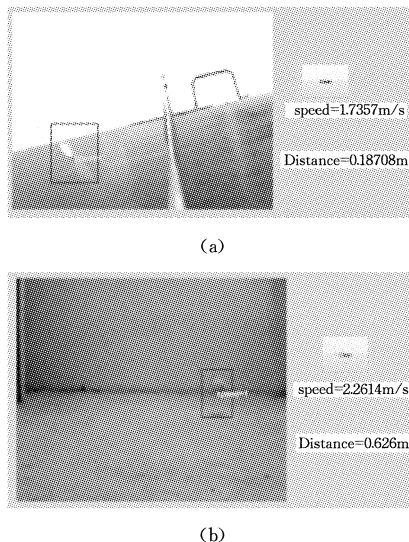 speed=1.7357m/s
Distance=0.18708m
(a)
speed=2.2614m/s
Distance=0.626m
(b)